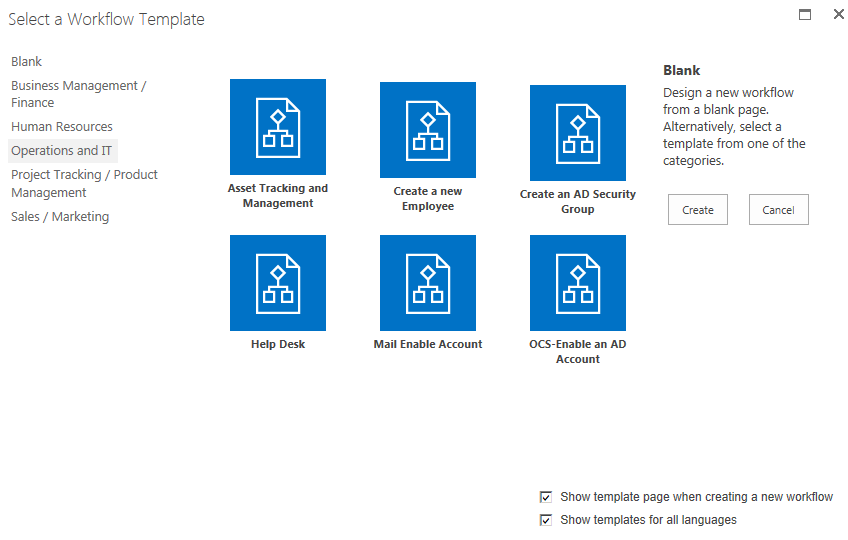 Select a Workflow Template
Blank
Business Management /
Finance
Human Resources
Operations and IT
Project Tracking / Product
Management
Sales / Marketing
Asset Tracking and
Management
Create a new
Employee
Create an AD Security
Group
Help Desk
Mail Enable Account
OCS-Enable an AD
Account
Blank
Design a new workflow
from a blank page.
Alternatively, select a
template from one of the
categories.
Create
Cancel
Show template page when creating a new workflow
Show templates for all languages